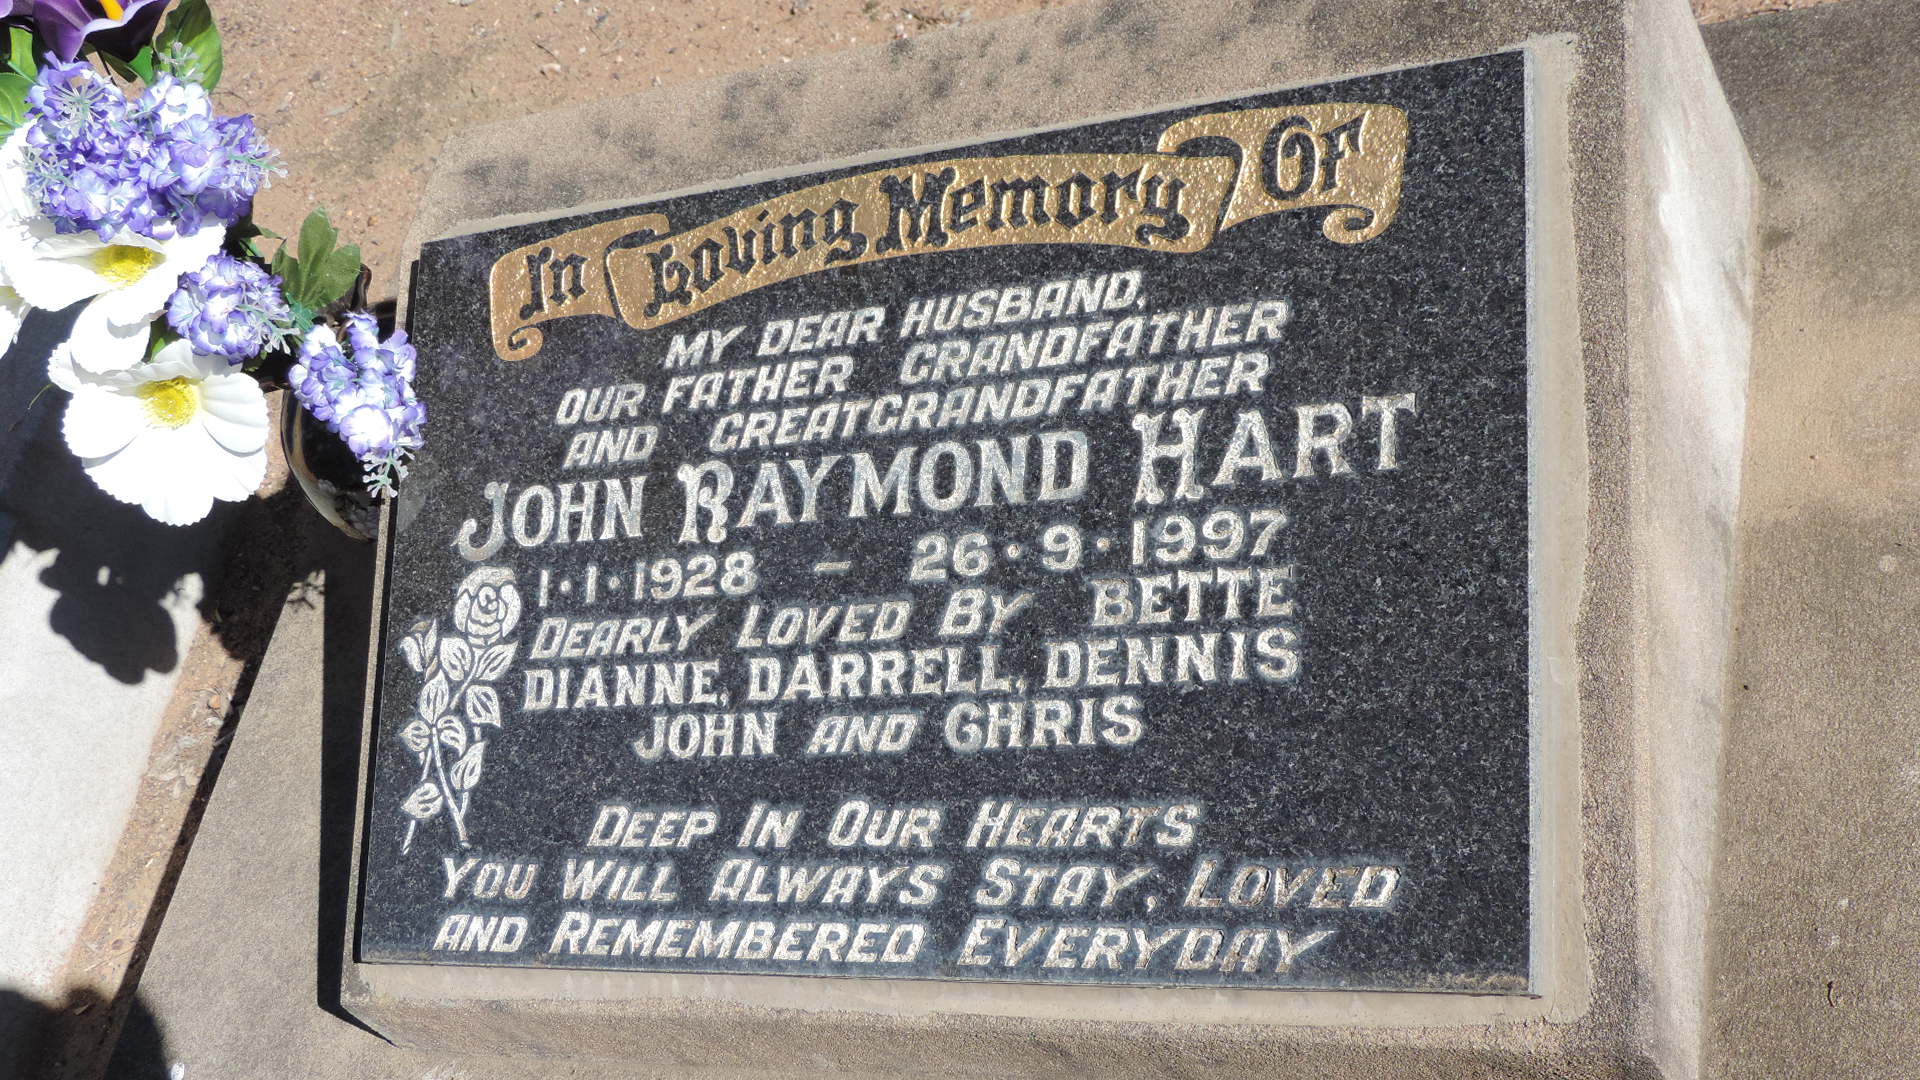 In Loving Memory Of
MY DEAR HUSBAND,
OUR FATHER GRANDFATHER
AND GREATGRANDFATHER
JOHN RAYMOND HART
1·1·1928 – 26·9·1997
DEARLY LOVED BY BETTE
DIANNE, DARRELL, DENNIS
JOHN AND CHRIS
DEEP IN OUR HEARTS
YOU WILL ALWAYS STAY, LOVED
AND REMEMBERED EVERYDAY